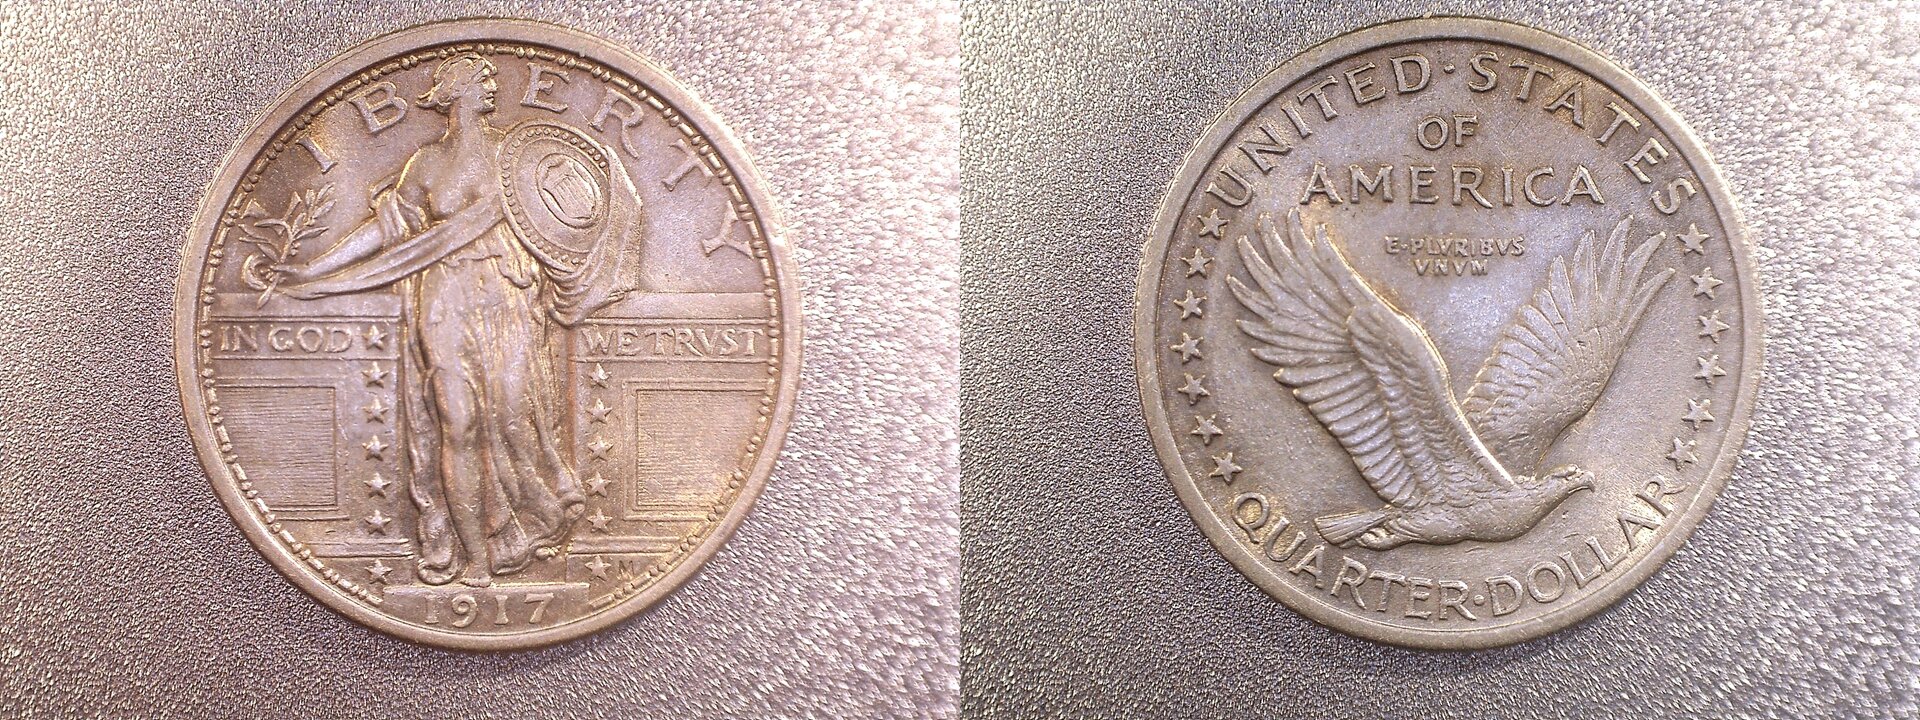 LIBERTY
IN GOD WE TRVST
M
1917
UNITED·STATES
OF
AMERICA
E·PLVRIBVS
VNVM
QUARTER·DOLLAR